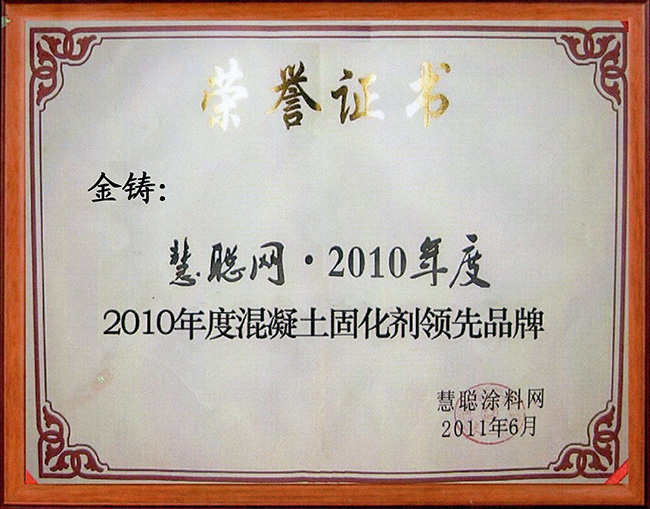 荣誉证书
金铸:
慧聪网·2010年度
2010年度混凝土固化剂领先品牌
慧聪涂料网
2011年6月